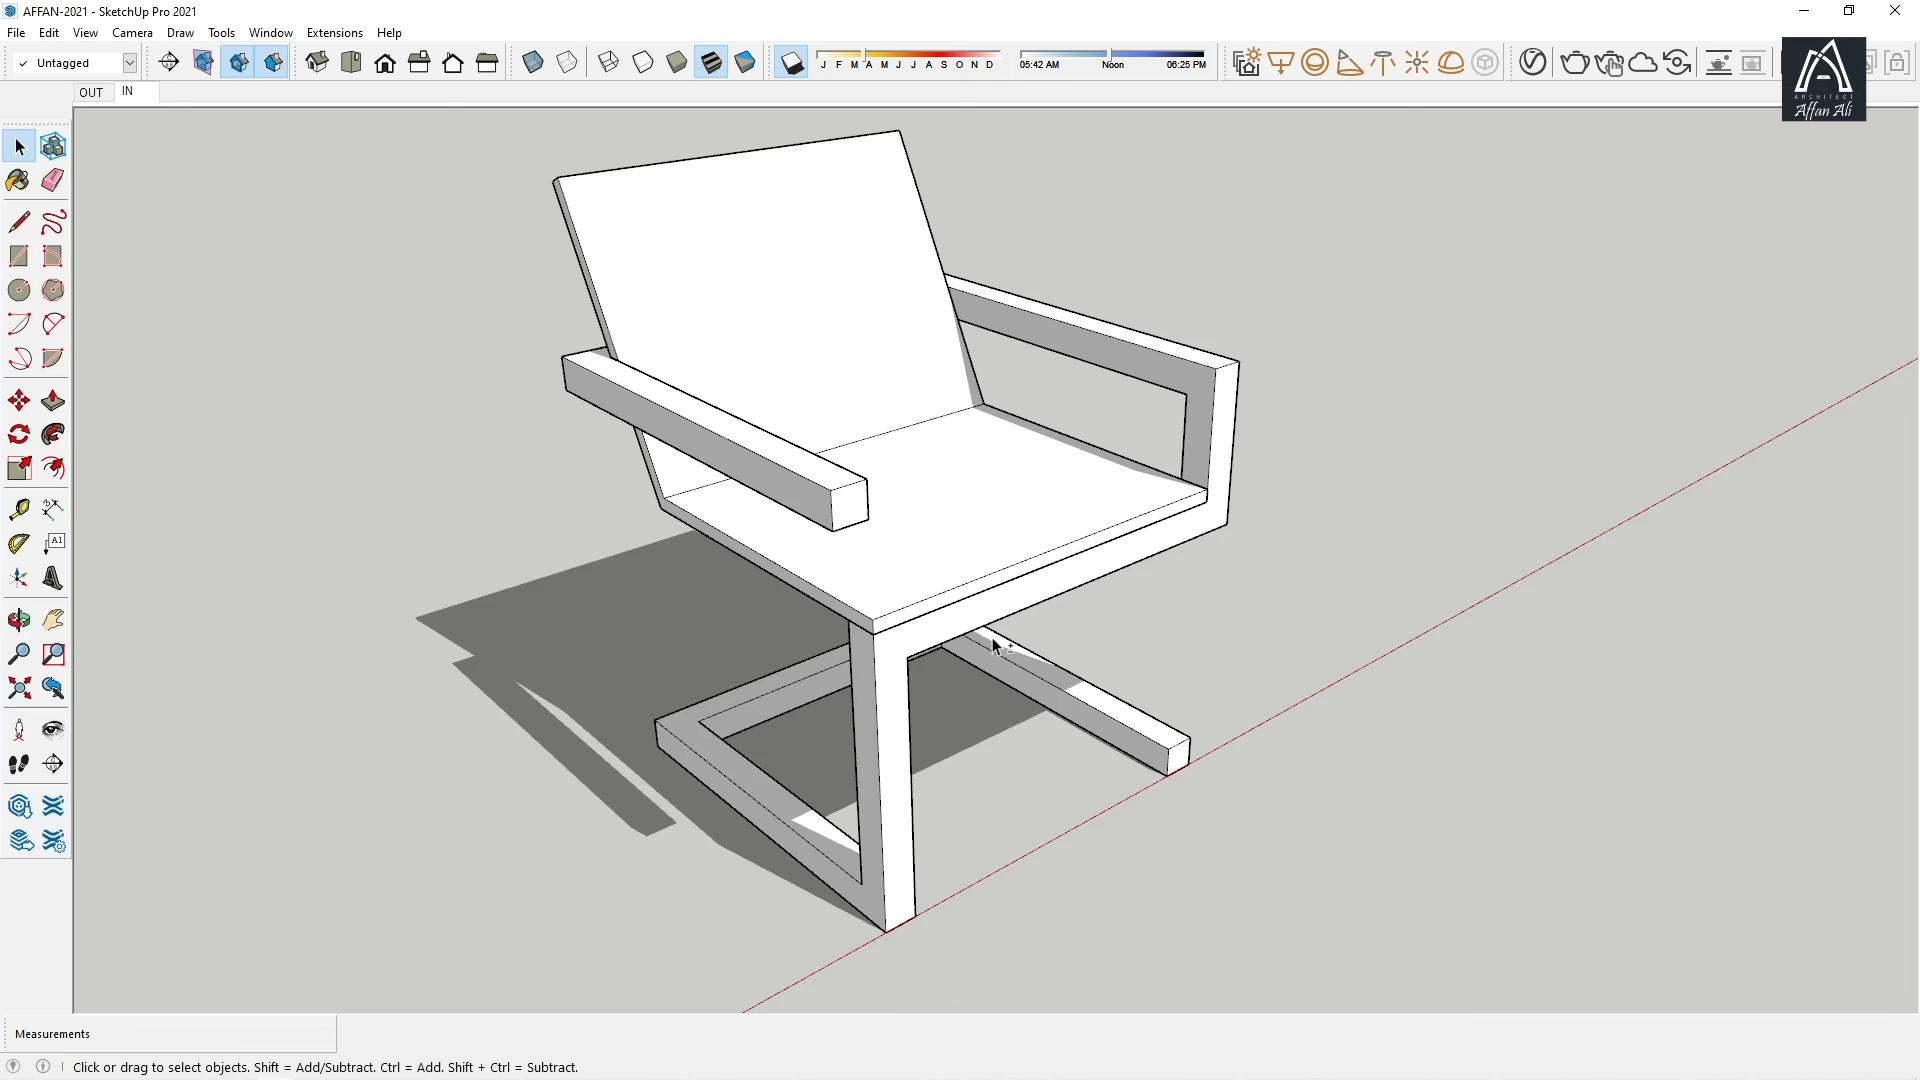 AFFAN-2021 - SketchUp Pro 2021
File Edit View Camera Draw Tools Window Extensions Help
✓ Untagged
J F M A M J J A S O N D
05:42 AM Noon 06:25 PM
ARCHITECT
Affan Ali
OUT IN
A1
Measurements
Click or drag to select objects. Shift = Add/Subtract. Ctrl = Add. Shift + Ctrl = Subtract.